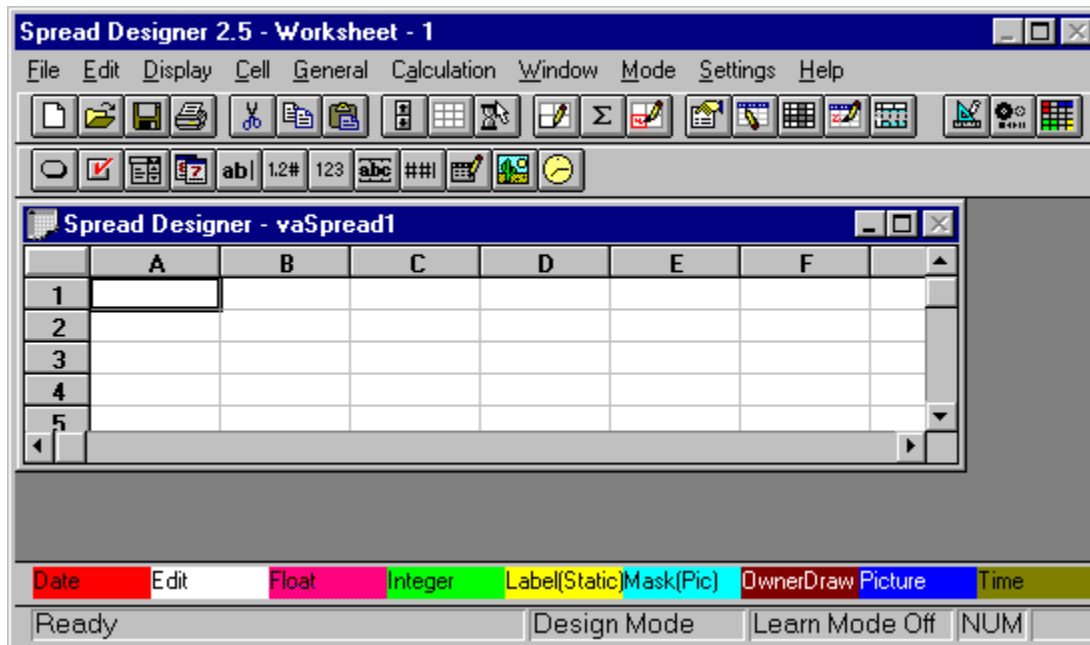 Spread Designer 2.5 - Worksheet - 1
File Edit Display Cell General Calculation Window Mode Settings Help
Σ
ab| 1.2# 123 abc ##|
Spread Designer - vaSpread1
A B C D E F
1
2
3
4
5
Date Edit Float Integer Label(Static) Mask(Pic) OwnerDraw Picture Time
Ready Design Mode Learn Mode Off NUM